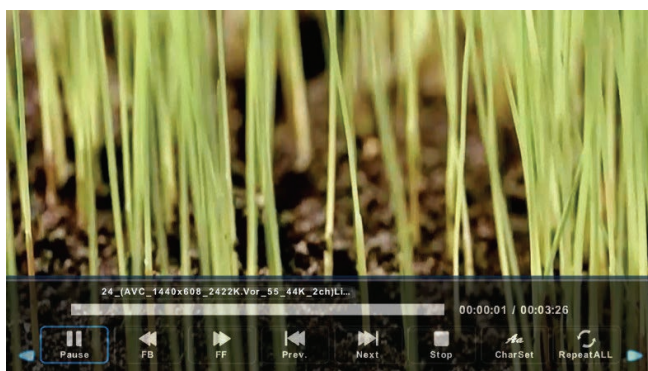 24_(AVC_1440x608_2422K.Vor_55_44K_2ch)Li...
00:00:01 / 00:03:26
Pause FB FF Prev. Next Stop CharSet RepeatALL